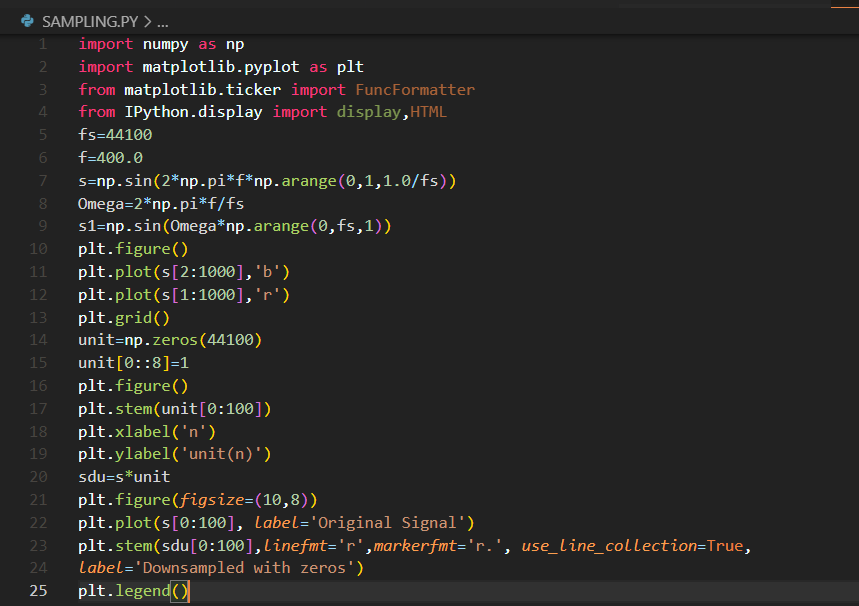 SAMPLING.PY > ...
1 import numpy as np
2 import matplotlib.pyplot as plt
3 from matplotlib.ticker import FuncFormatter
4 from IPython.display import display,HTML
5 fs=44100
6 f=400.0
7 s=np.sin(2*np.pi*f*np.arange(0,1,1.0/fs))
8 Omega=2*np.pi*f/fs
9 s1=np.sin(Omega*np.arange(0,fs,1))
10 plt.figure()
11 plt.plot(s[2:1000],'b')
12 plt.plot(s[1:1000],'r')
13 plt.grid()
14 unit=np.zeros(44100)
15 unit[0::8]=1
16 plt.figure()
17 plt.stem(unit[0:100])
18 plt.xlabel('n')
19 plt.ylabel('unit(n)')
20 sdu=s*unit
21 plt.figure(figsize=(10,8))
22 plt.plot(s[0:100], label='Original Signal')
23 plt.stem(sdu[0:100],linefmt='r',markerfmt='r.', use_line_collection=True,
24 label='Downsampled with zeros')
25 plt.legend()